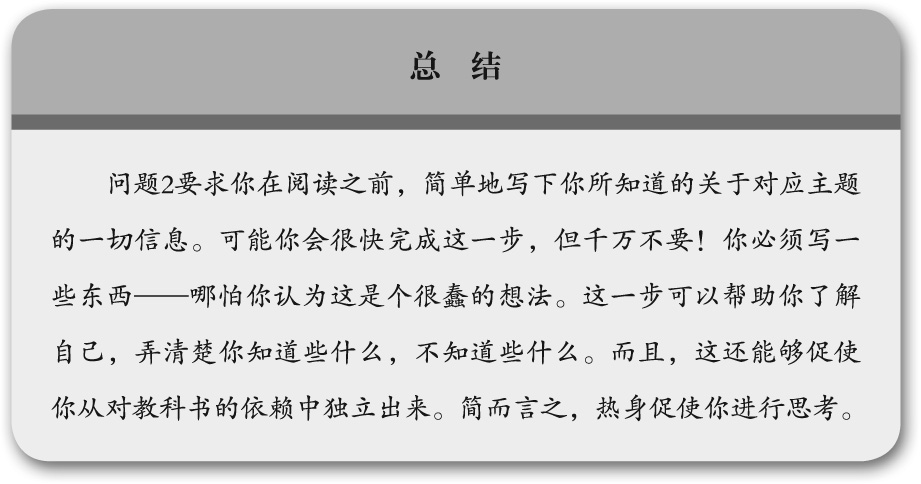 总 结
问题2要求你在阅读之前，简单地写下你所知道的关于对应主题
的一切信息。可能你会很快完成这一步，但千万不要！你必须写一
些东西——哪怕你认为这是个很蠢的想法。这一步可以帮助你了解
自己，弄清楚你知道些什么，不知道些什么。而且，这还能够促使
你从对教科书的依赖中独立出来。简而言之，热身促使你进行思考。